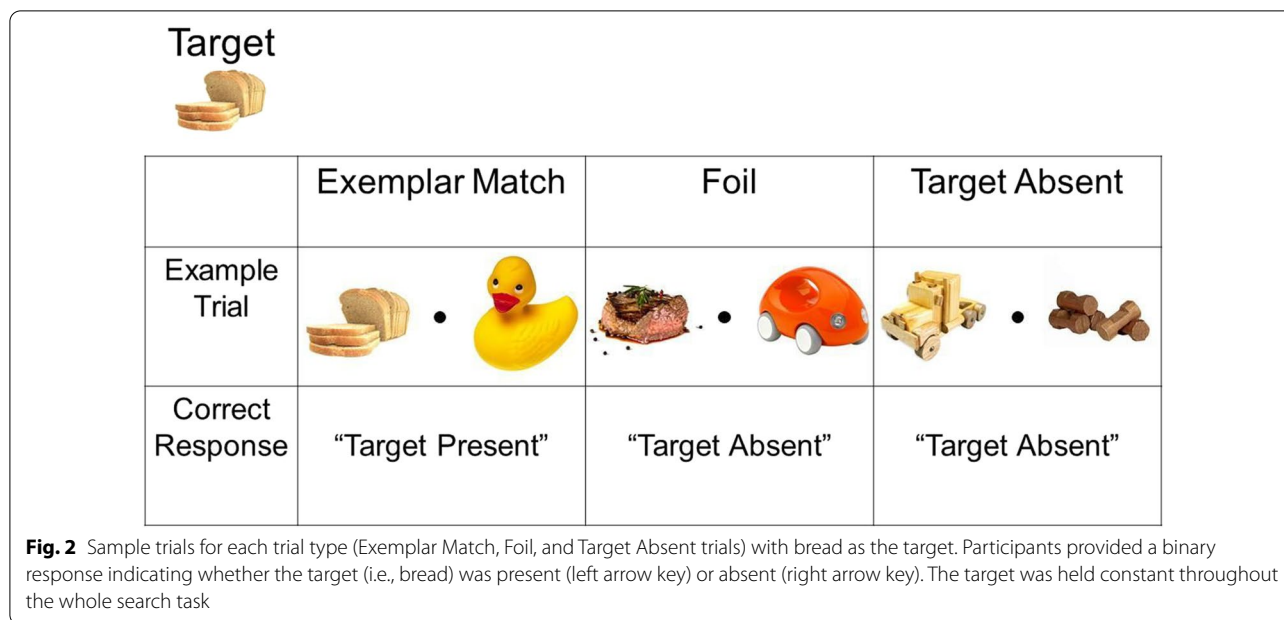 Target
Exemplar Match
Foil
Target Absent
Example
Trial
Correct
Response
“Target Present”
“Target Absent”
“Target Absent”
Fig. 2 Sample trials for each trial type (Exemplar Match, Foil, and Target Absent trials) with bread as the target. Participants provided a binary
response indicating whether the target (i.e., bread) was present (left arrow key) or absent (right arrow key). The target was held constant throughout
the whole search task